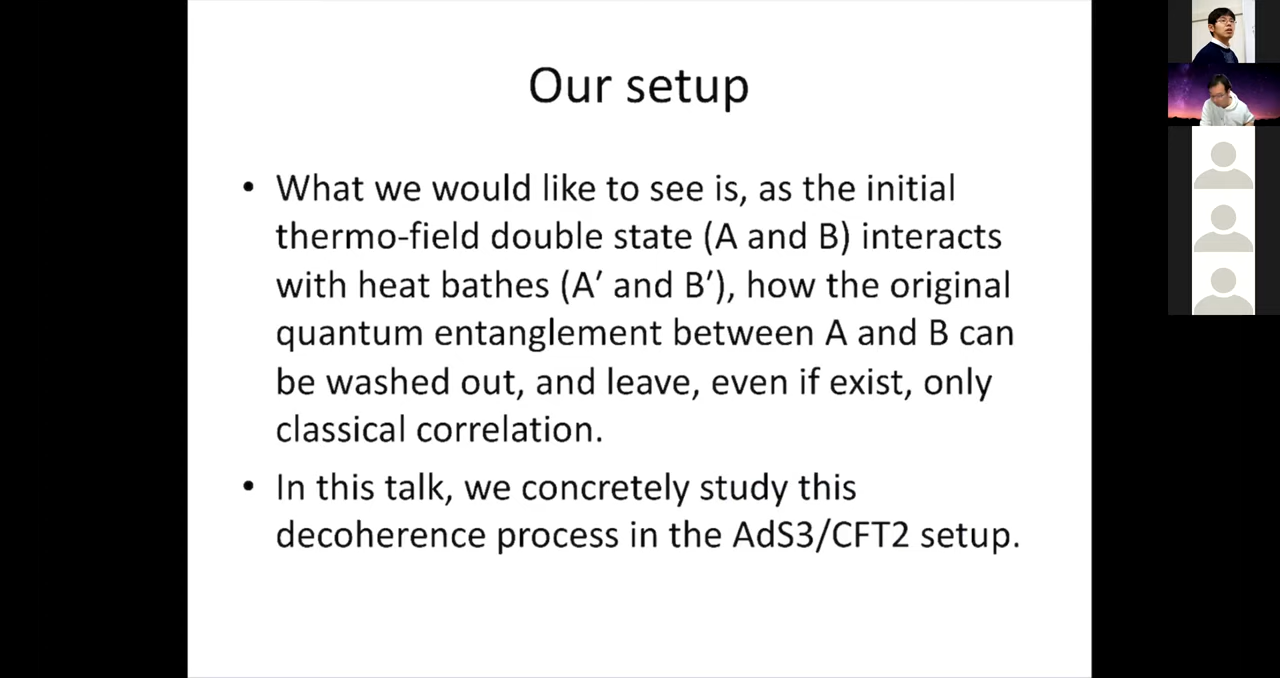 Our setup
• What we would like to see is, as the initial
thermo-field double state (A and B) interacts
with heat bathes (A′ and B′), how the original
quantum entanglement between A and B can
be washed out, and leave, even if exist, only
classical correlation.
• In this talk, we concretely study this
decoherence process in the AdS3/CFT2 setup.